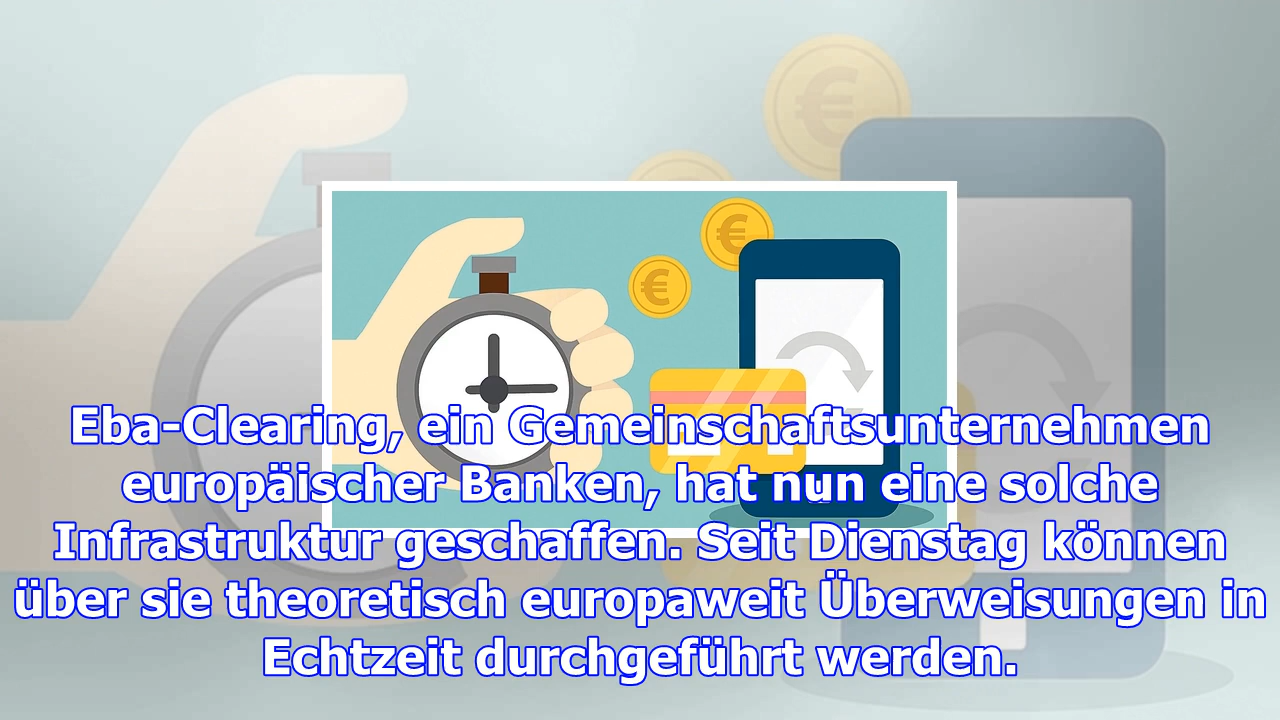 Eba-Clearing, ein Gemeinschaftsunternehmen
europäischer Banken, hat nun eine solche
Infrastruktur geschaffen. Seit Dienstag können
über sie theoretisch europaweit Überweisungen in
Echtzeit durchgeführt werden.